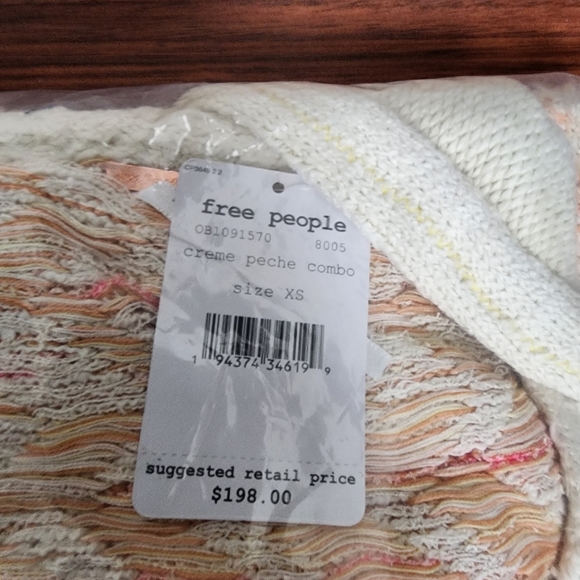 free people
OB1091570 8005
creme peche combo
size XS
1 94374 34619 9
suggested retail price
$198.00